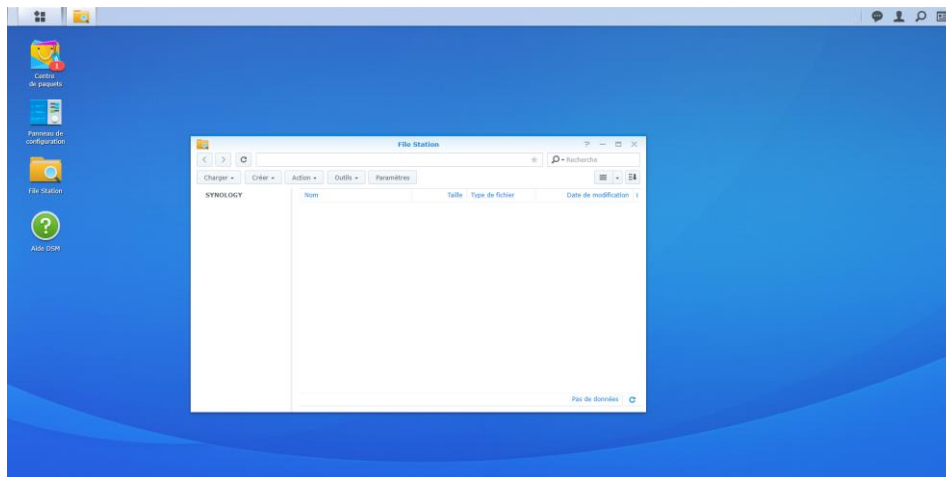 1
Centre
de paquets
Panneau de
configuration
File Station
Aide DSM
File Station
Recherche
Charger
Créer
Action
Outils
Paramètres
SYNOLOGY
Nom
Taille
Type de fichier
Date de modification
Pas de données